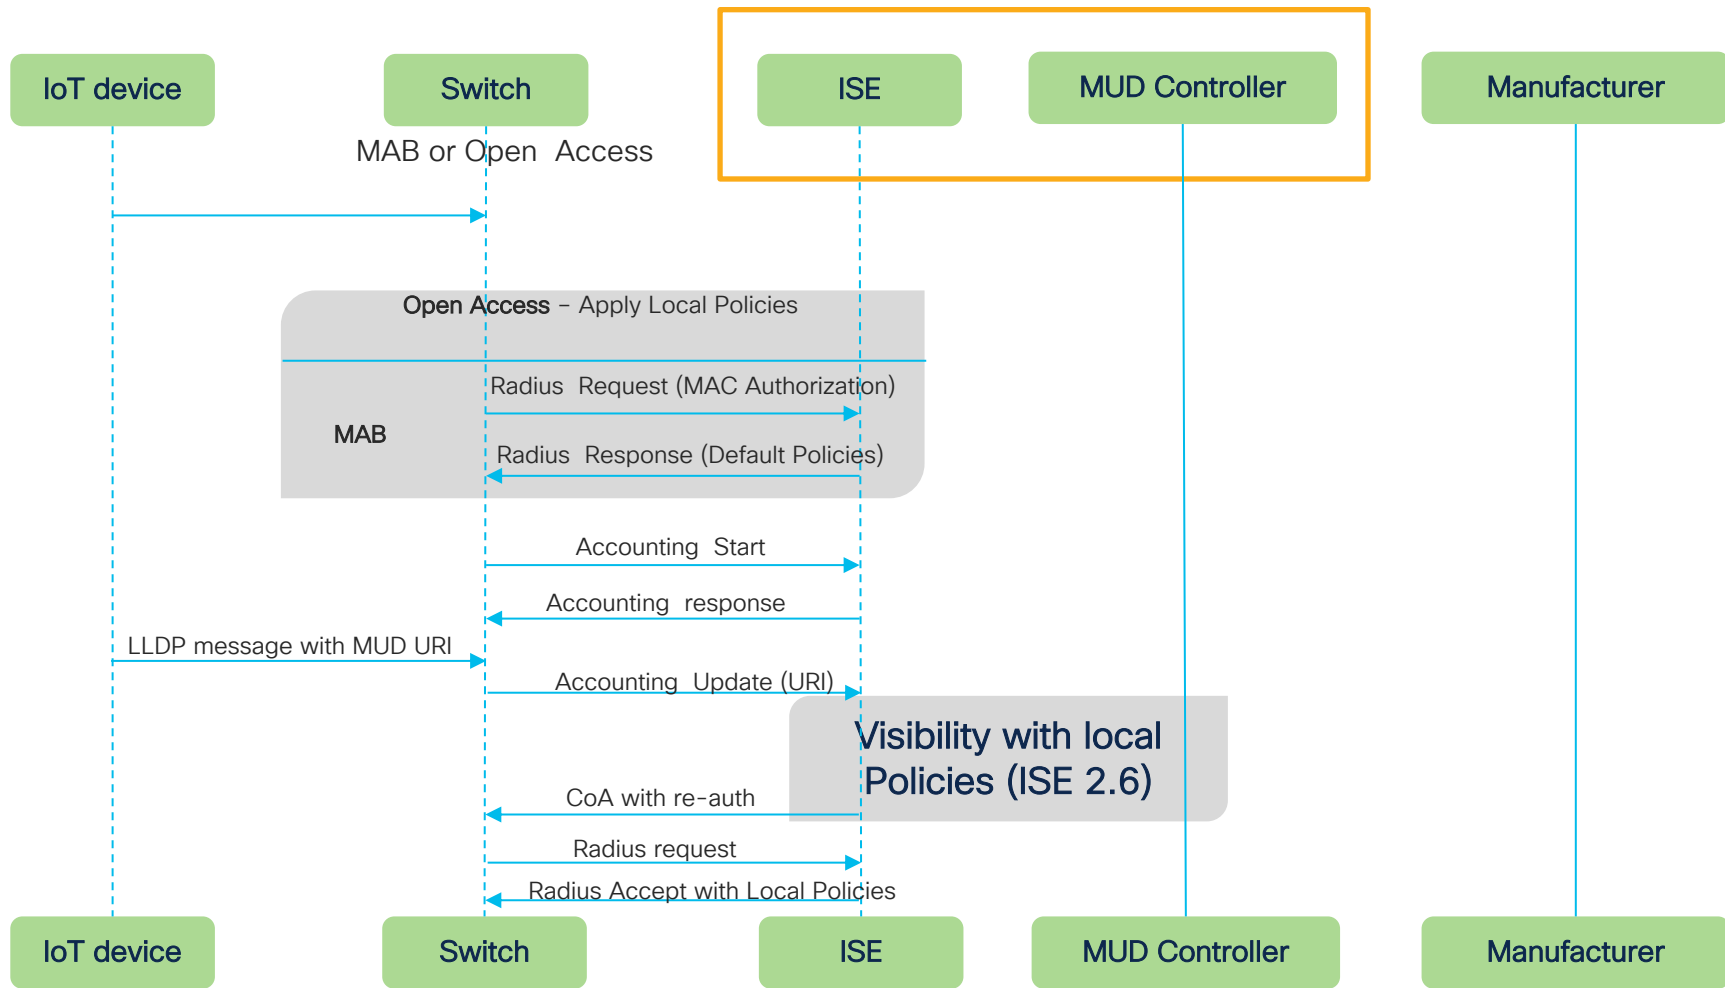 IoT device
Switch
ISE
MUD Controller
Manufacturer
MAB or Open Access
Open Access - Apply Local Policies
Radius Request (MAC Authorization)
MAB
Radius Response (Default Policies)
Accounting Start
Accounting response
LLDP message with MUD URI
Accounting Update (URI)
Visibility with local
Policies (ISE 2.6)
CoA with re-auth
Radius request
Radius Accept with Local Policies
IoT device
Switch
ISE
MUD Controller
Manufacturer